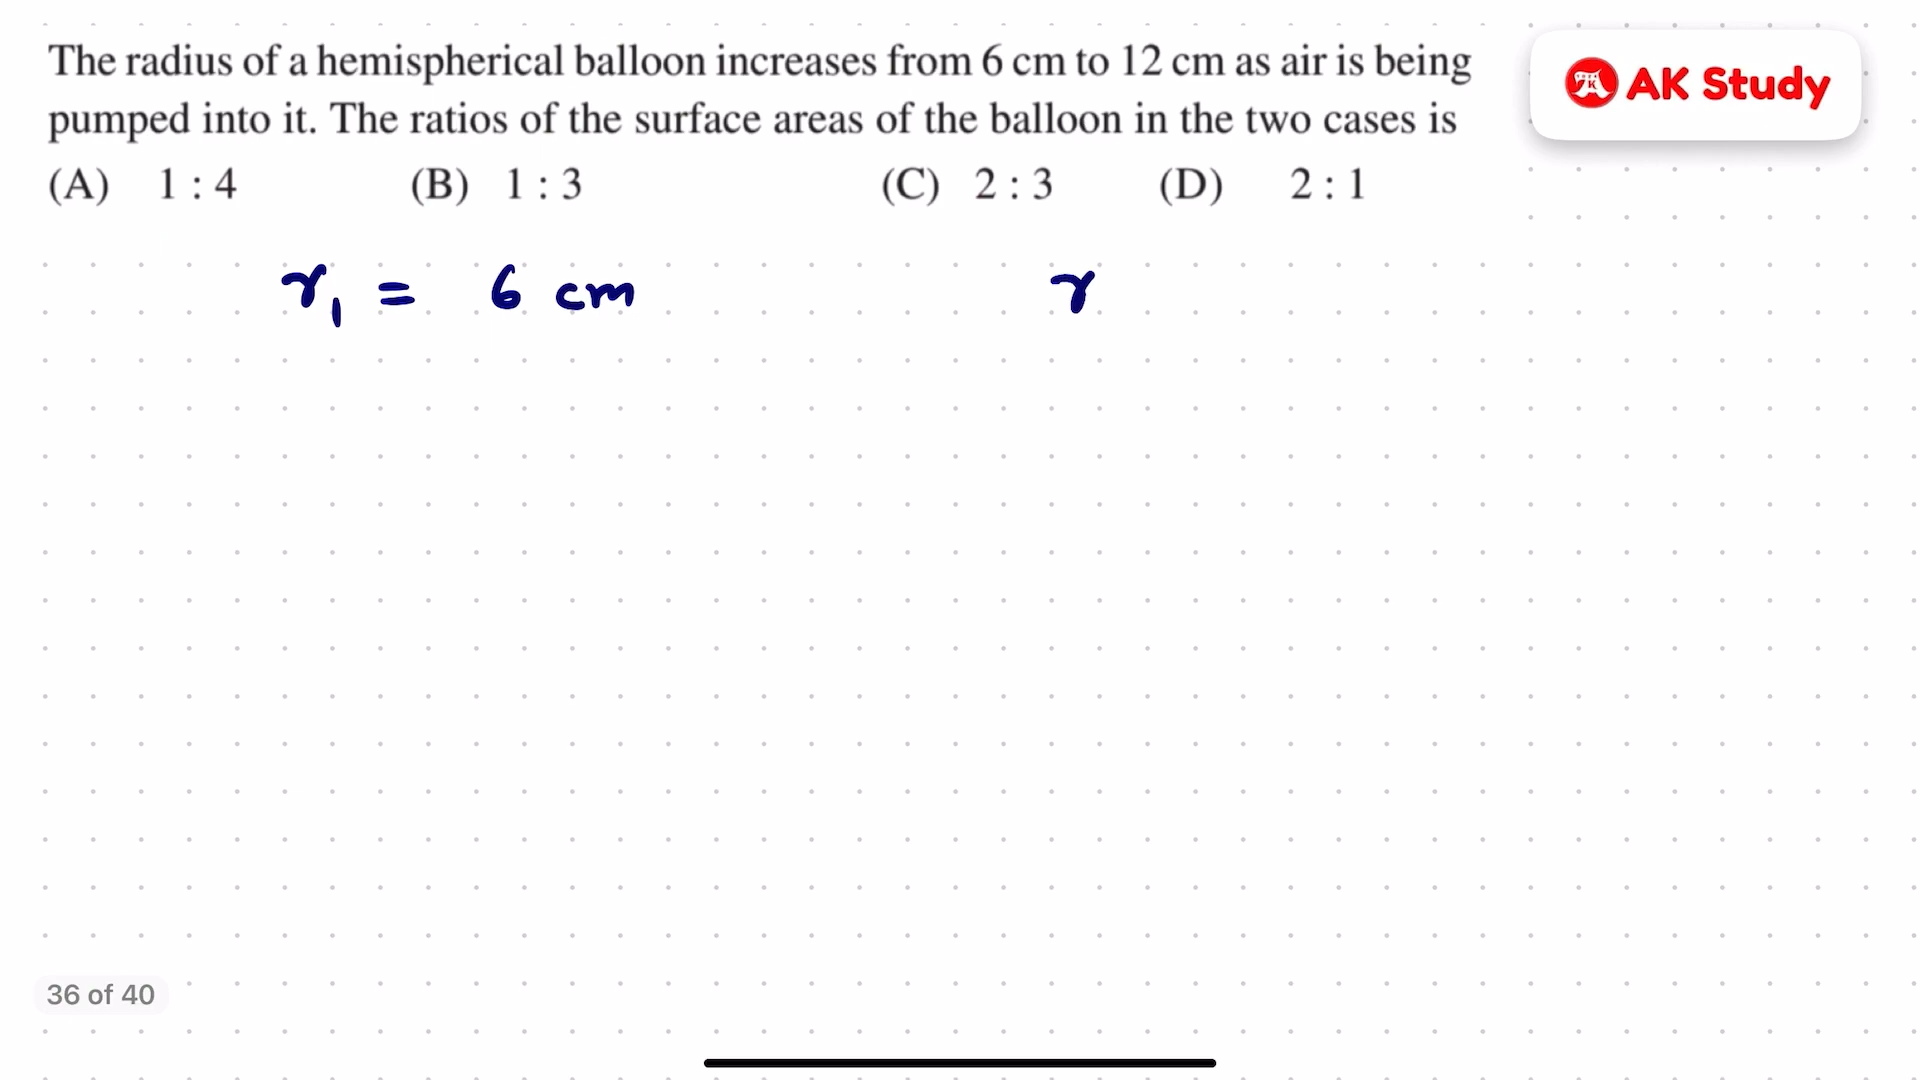 The radius of a hemispherical balloon increases from 6 cm to 12 cm as air is being
pumped into it. The ratios of the surface areas of the balloon in the two cases is
(A) 1 : 4 (B) 1 : 3 (C) 2 : 3 (D) 2 : 1
AK Study
r₁ = 6 cm r
36 of 40